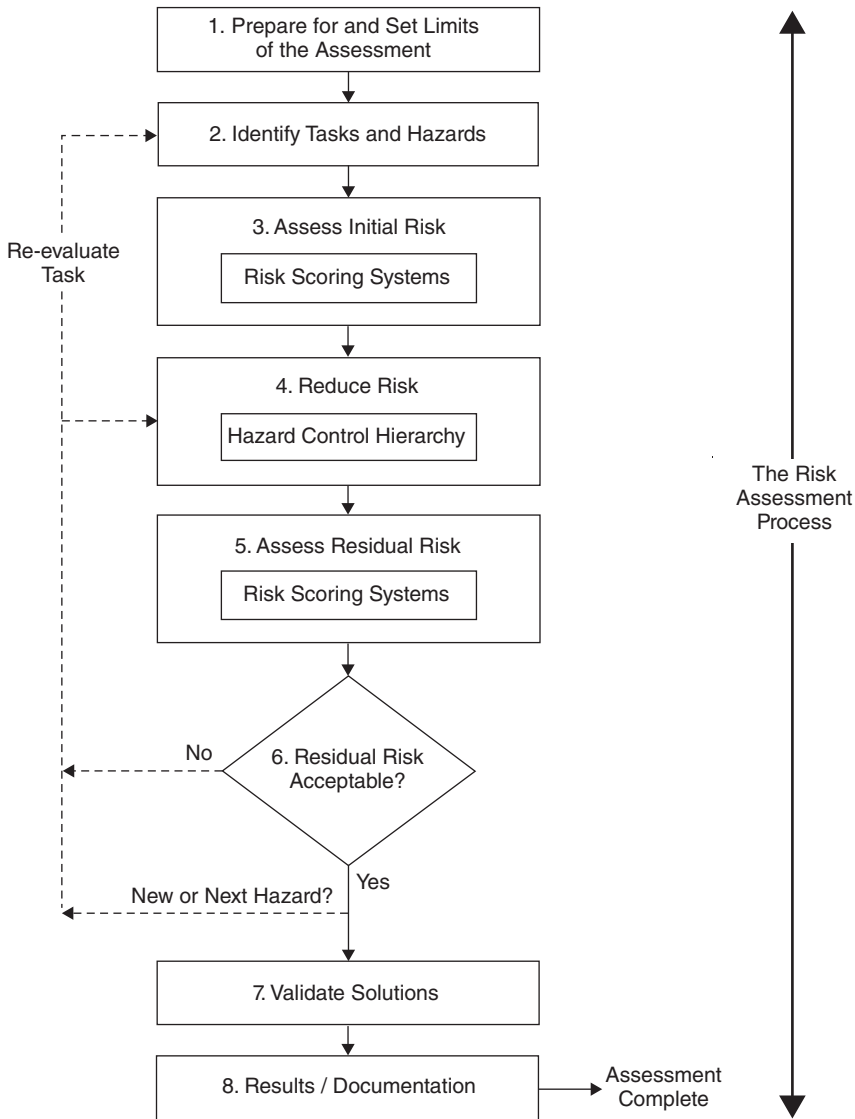 1. Prepare for and Set Limits
of the Assessment
2. Identify Tasks and Hazards
3. Assess Initial Risk
Risk Scoring Systems
Re-evaluate
Task
4. Reduce Risk
Hazard Control Hierarchy
The Risk
Assessment
Process
5. Assess Residual Risk
Risk Scoring Systems
No
6. Residual Risk
Acceptable?
Yes
New or Next Hazard?
7. Validate Solutions
8. Results / Documentation
Assessment
Complete